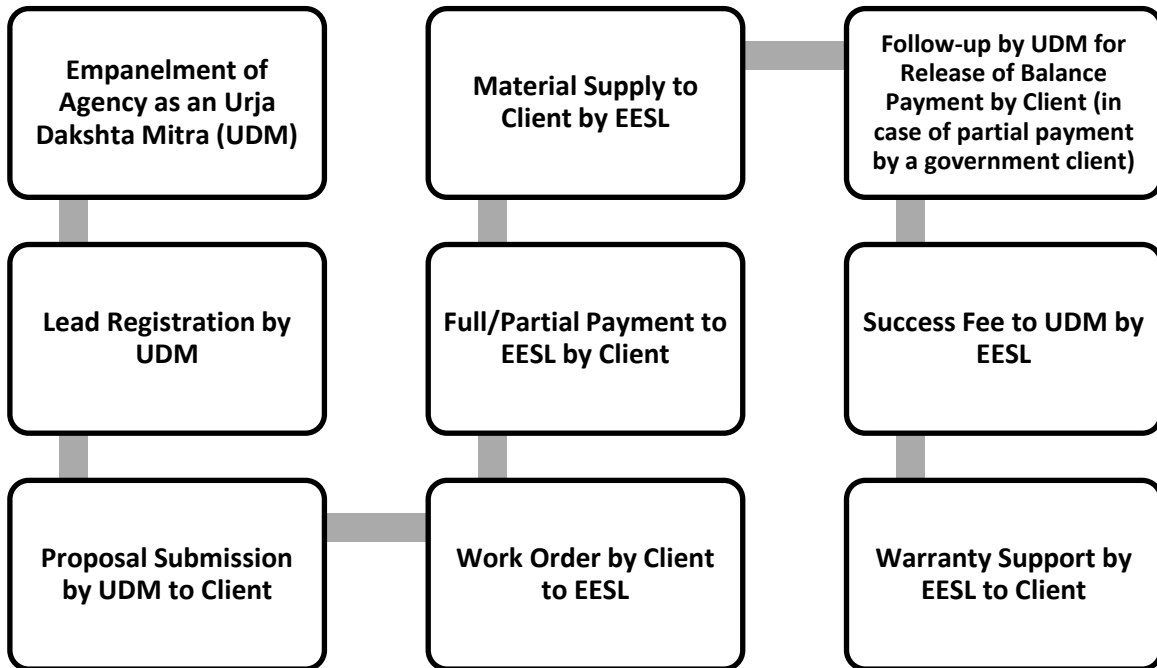 Empanelment of
Agency as an Urja
Dakshta Mitra (UDM)
Lead Registration by
UDM
Proposal Submission
by UDM to Client
Work Order by Client
to EESL
Full/Partial Payment to
EESL by Client
Material Supply to
Client by EESL
Follow-up by UDM for
Release of Balance
Payment by Client (in
case of partial payment
by a government client)
Success Fee to UDM by
EESL
Warranty Support by
EESL to Client